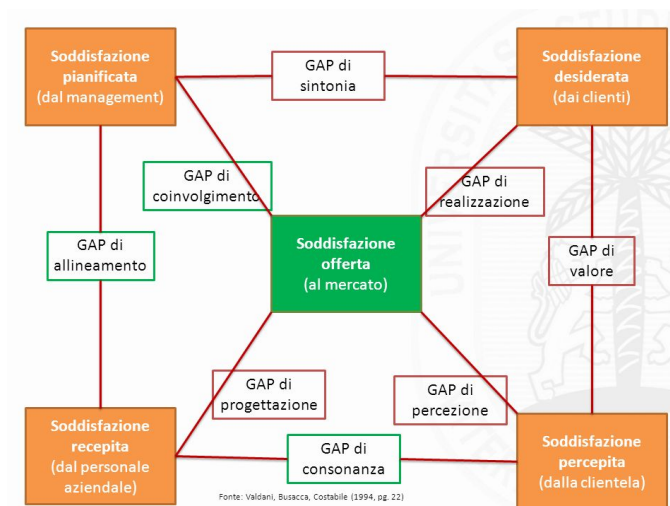 Soddisfazione
pianificata
(dal management)
GAP di
sintonia
Soddisfazione
desiderata
(dai clienti)
GAP di
coinvolgimento
GAP di
realizzazione
GAP di
allineamento
Soddisfazione
offerta
(al mercato)
GAP di
valore
GAP di
progettazione
GAP di
percezione
Soddisfazione
recepita
(dal personale
aziendale)
GAP di
consonanza
Soddisfazione
percepita
(dalla clientela)
Fonte: Valdani, Busacca, Costabile (1994, pg. 22)